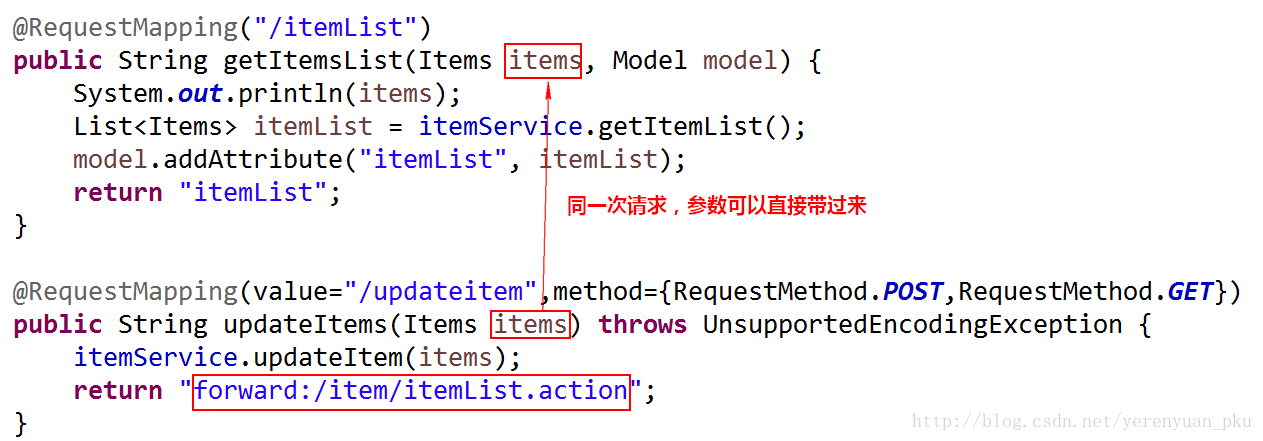 @RequestMapping("/itemList")
public String getItemsList(Items items, Model model) {
    System.out.println(items);
    List<Items> itemList = itemService.getItemList();
    model.addAttribute("itemList", itemList);
    return "itemList";
同一次请求，参数可以直接带过来
}
@RequestMapping(value="/updateitem",method={RequestMethod.POST,RequestMethod.GET})
public String updateItems(Items items) throws UnsupportedEncodingException {
    itemService.updateItem(items);
    return "forward:/item/itemList.action";
}
http://blog.csdn.net/yerenyuan_pku